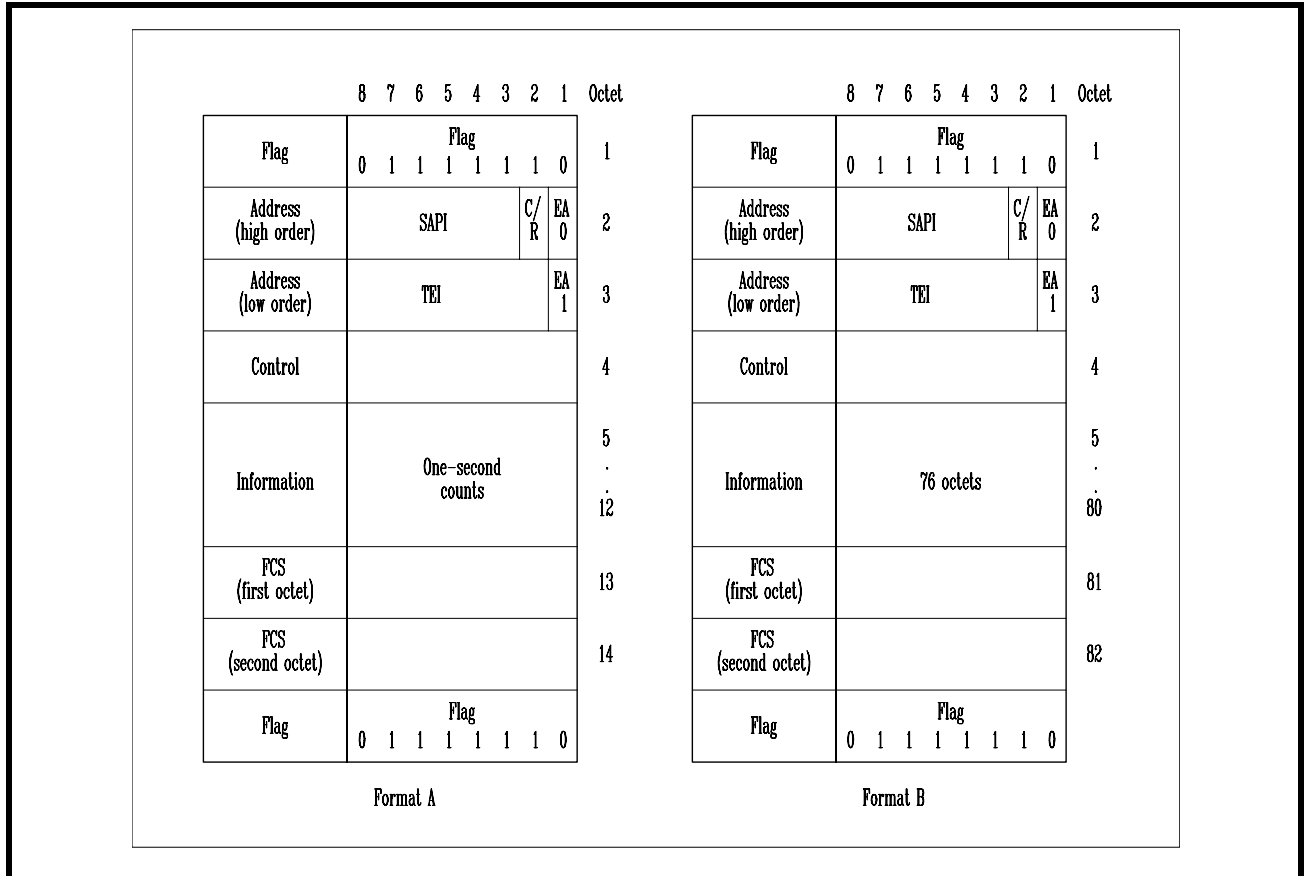 8 7 6 5 4 3 2 1 Octet
Flag
Flag
0 1 1 1 1 1 1 0
1
Address
(high order)
SAPI
C/
R
EA
0
2
Address
(low order)
TEI
EA
1
3
Control
4
Information
One-second
counts
5
.
.
12
FCS
(first octet)
13
FCS
(second octet)
14
Flag
Flag
0 1 1 1 1 1 1 0
Format A
8 7 6 5 4 3 2 1 Octet
Flag
Flag
0 1 1 1 1 1 1 0
1
Address
(high order)
SAPI
C/
R
EA
0
2
Address
(low order)
TEI
EA
1
3
Control
4
Information
76 octets
5
.
.
80
FCS
(first octet)
81
FCS
(second octet)
82
Flag
Flag
0 1 1 1 1 1 1 0
Format B